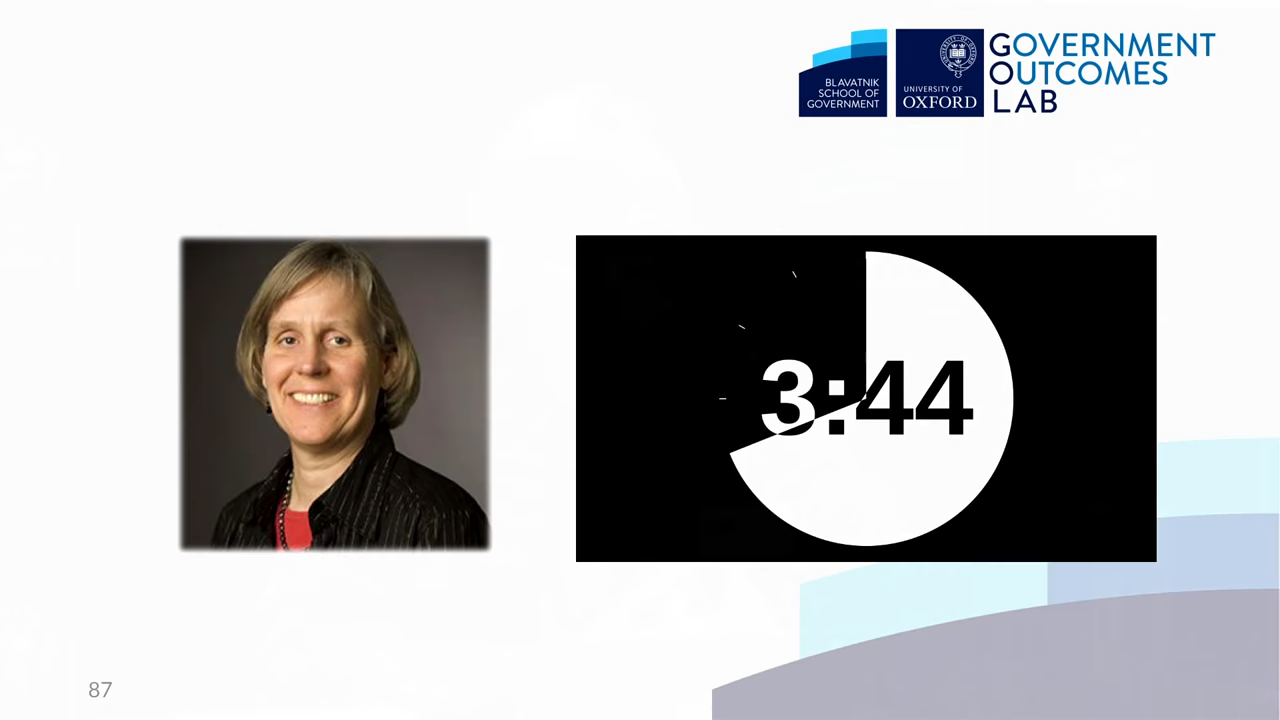 BLAVATNIK
SCHOOL OF
GOVERNMENT
UNIVERSITY OF
OXFORD
GOVERNMENT
OUTCOMES
LAB
3:44
87